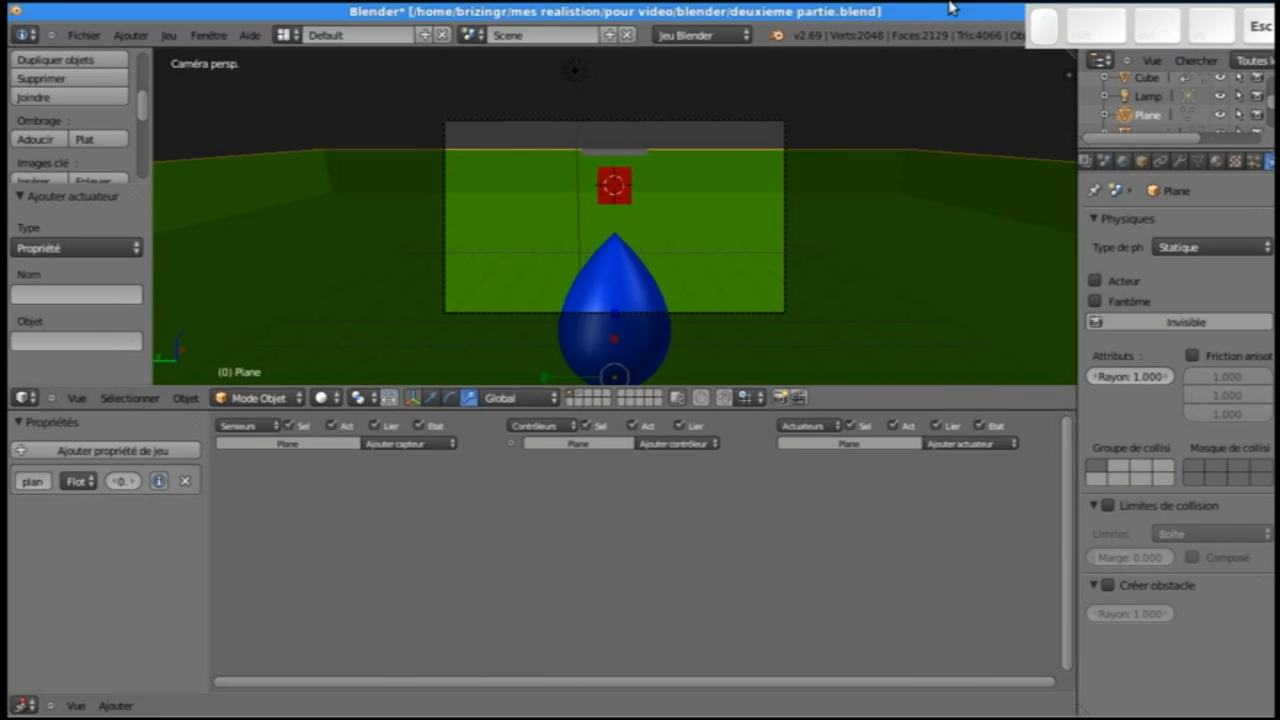 Blender* [/home/brizingr/mes realistion/pour video/blender/deuxieme partie.blend]
Esc
Fichier Ajouter Jeu Fenêtre Aide Default Scene Jeu Blender v2.69 | Verts:2048 | Faces:2129 | Tris:4066 | Ob
Dupliquer objets
Supprimer
Joindre
Ombrage :
Adoucir Plat
Images clé :
Ajouter actuateur
Type
Propriété
Nom
Objet
Caméra persp.
(0) Plane
Vue Chercher Toutes l
Cube
Lamp
Plane
Plane
Physiques
Type de ph Statique
Acteur
Fantôme
Invisible
Attributs : Friction anisot
Rayon: 1.000 1.000
1.000
1.000
Groupe de collisi Masque de collisi
Limites de collision
Limites: Boîte
Marge: 0.000 Composé
Créer obstacle
Rayon: 1.000
Vue Sélectionner Objet Mode Objet Global
Propriétés
Ajouter propriété de jeu
plan Flot 0.
Senseurs Sel Act Lier Etat
Plane Ajouter capteur
Contrôleurs Sel Act Lier
Plane Ajouter contrôleur
Actuateurs Sel Act Lier Etat
Plane Ajouter actuateur
Vue Ajouter